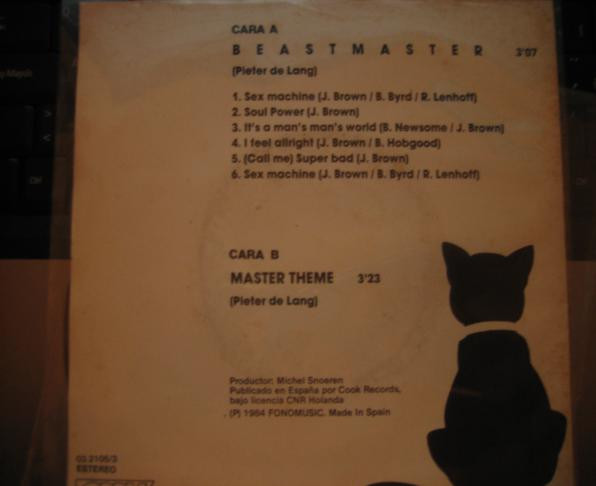 CARA A
BEASTMASTER 3'07
(Pieter de Lang)
1. Sex machine (J. Brown / B. Byrd / R. Lenhoff)
2. Soul Power (J. Brown)
3. It's a man's man's world (B. Newsome / J. Brown)
4. I feel allright (J. Brown / B. Hobgood)
5. (Call me) Super bad (J. Brown)
6. Sex machine (J. Brown / B. Byrd / R. Lenhoff)
CARA B
MASTER THEME 3'23
(Pieter de Lang)
Productor: Michel Snoeren
Publicado en España por Cook Records,
bajo licencia CNR Holanda
(P) 1984 FONOMUSIC. Made In Spain
03.2105/3
ESTEREO